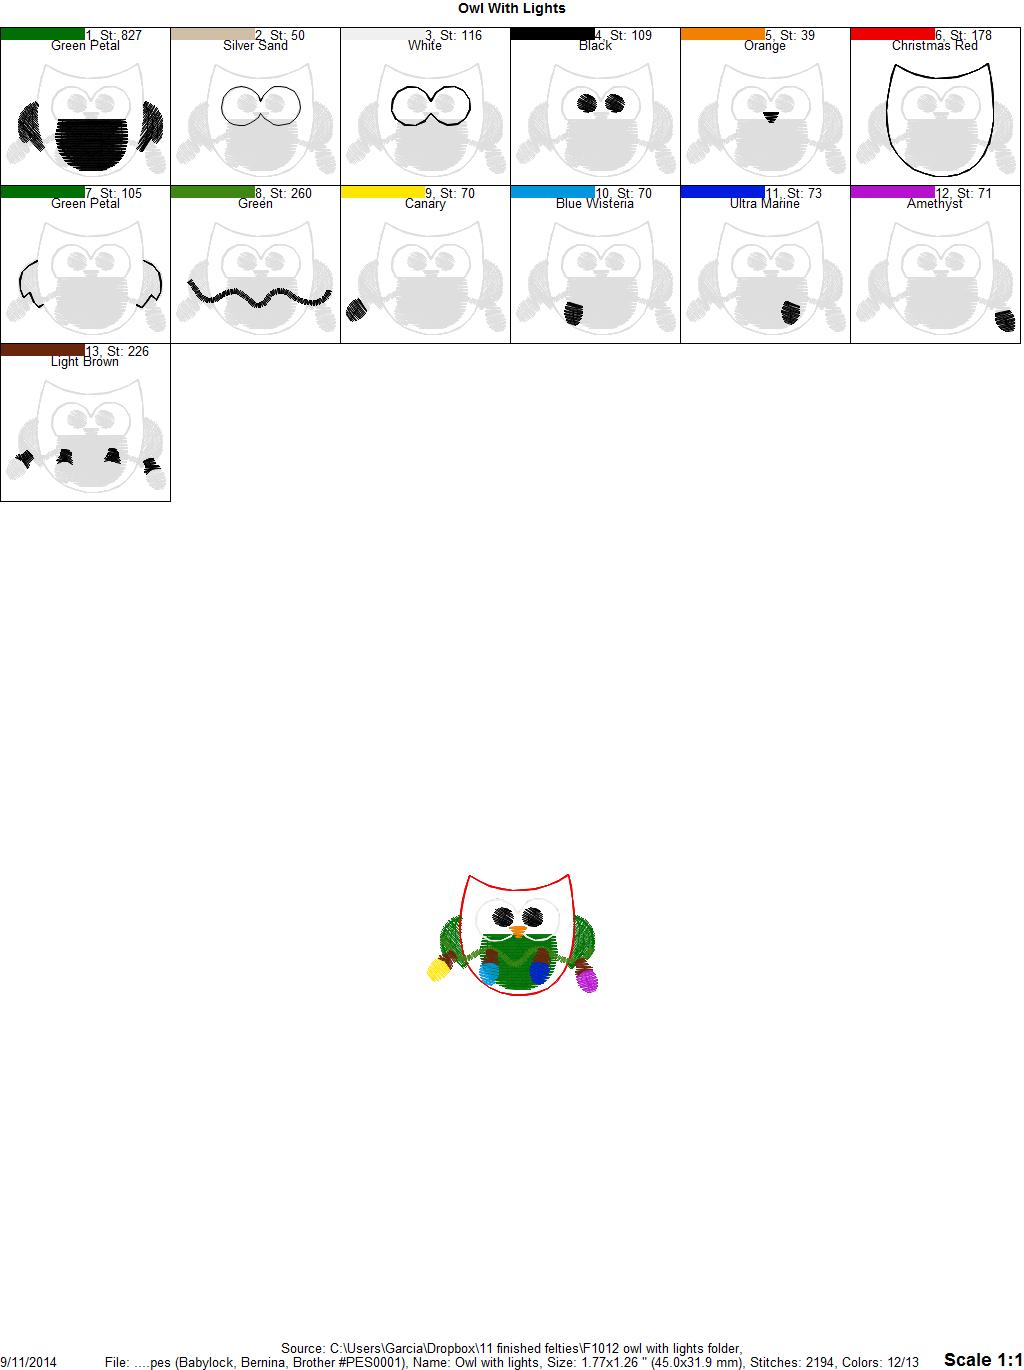 Owl With Lights
1, St: 827
Green Petal
2, St: 50
Silver Sand
3, St: 116
White
4, St: 109
Black
5, St: 39
Orange
6, St: 178
Christmas Red
7, St: 105
Green Petal
8, St: 260
Green
9, St: 70
Canary
10, St: 70
Blue Wisteria
11, St: 73
Ultra Marine
12, St: 71
Amethyst
13, St: 226
Light Brown
Source: C:\Users\Garcia\Dropbox\11 finished felties\F1012 owl with lights folder,
9/11/2014 File: ....pes (Babylock, Bernina, Brother #PES0001), Name: Owl with lights, Size: 1.77x1.26 " (45.0x31.9 mm), Stitches: 2194, Colors: 12/13 Scale 1:1